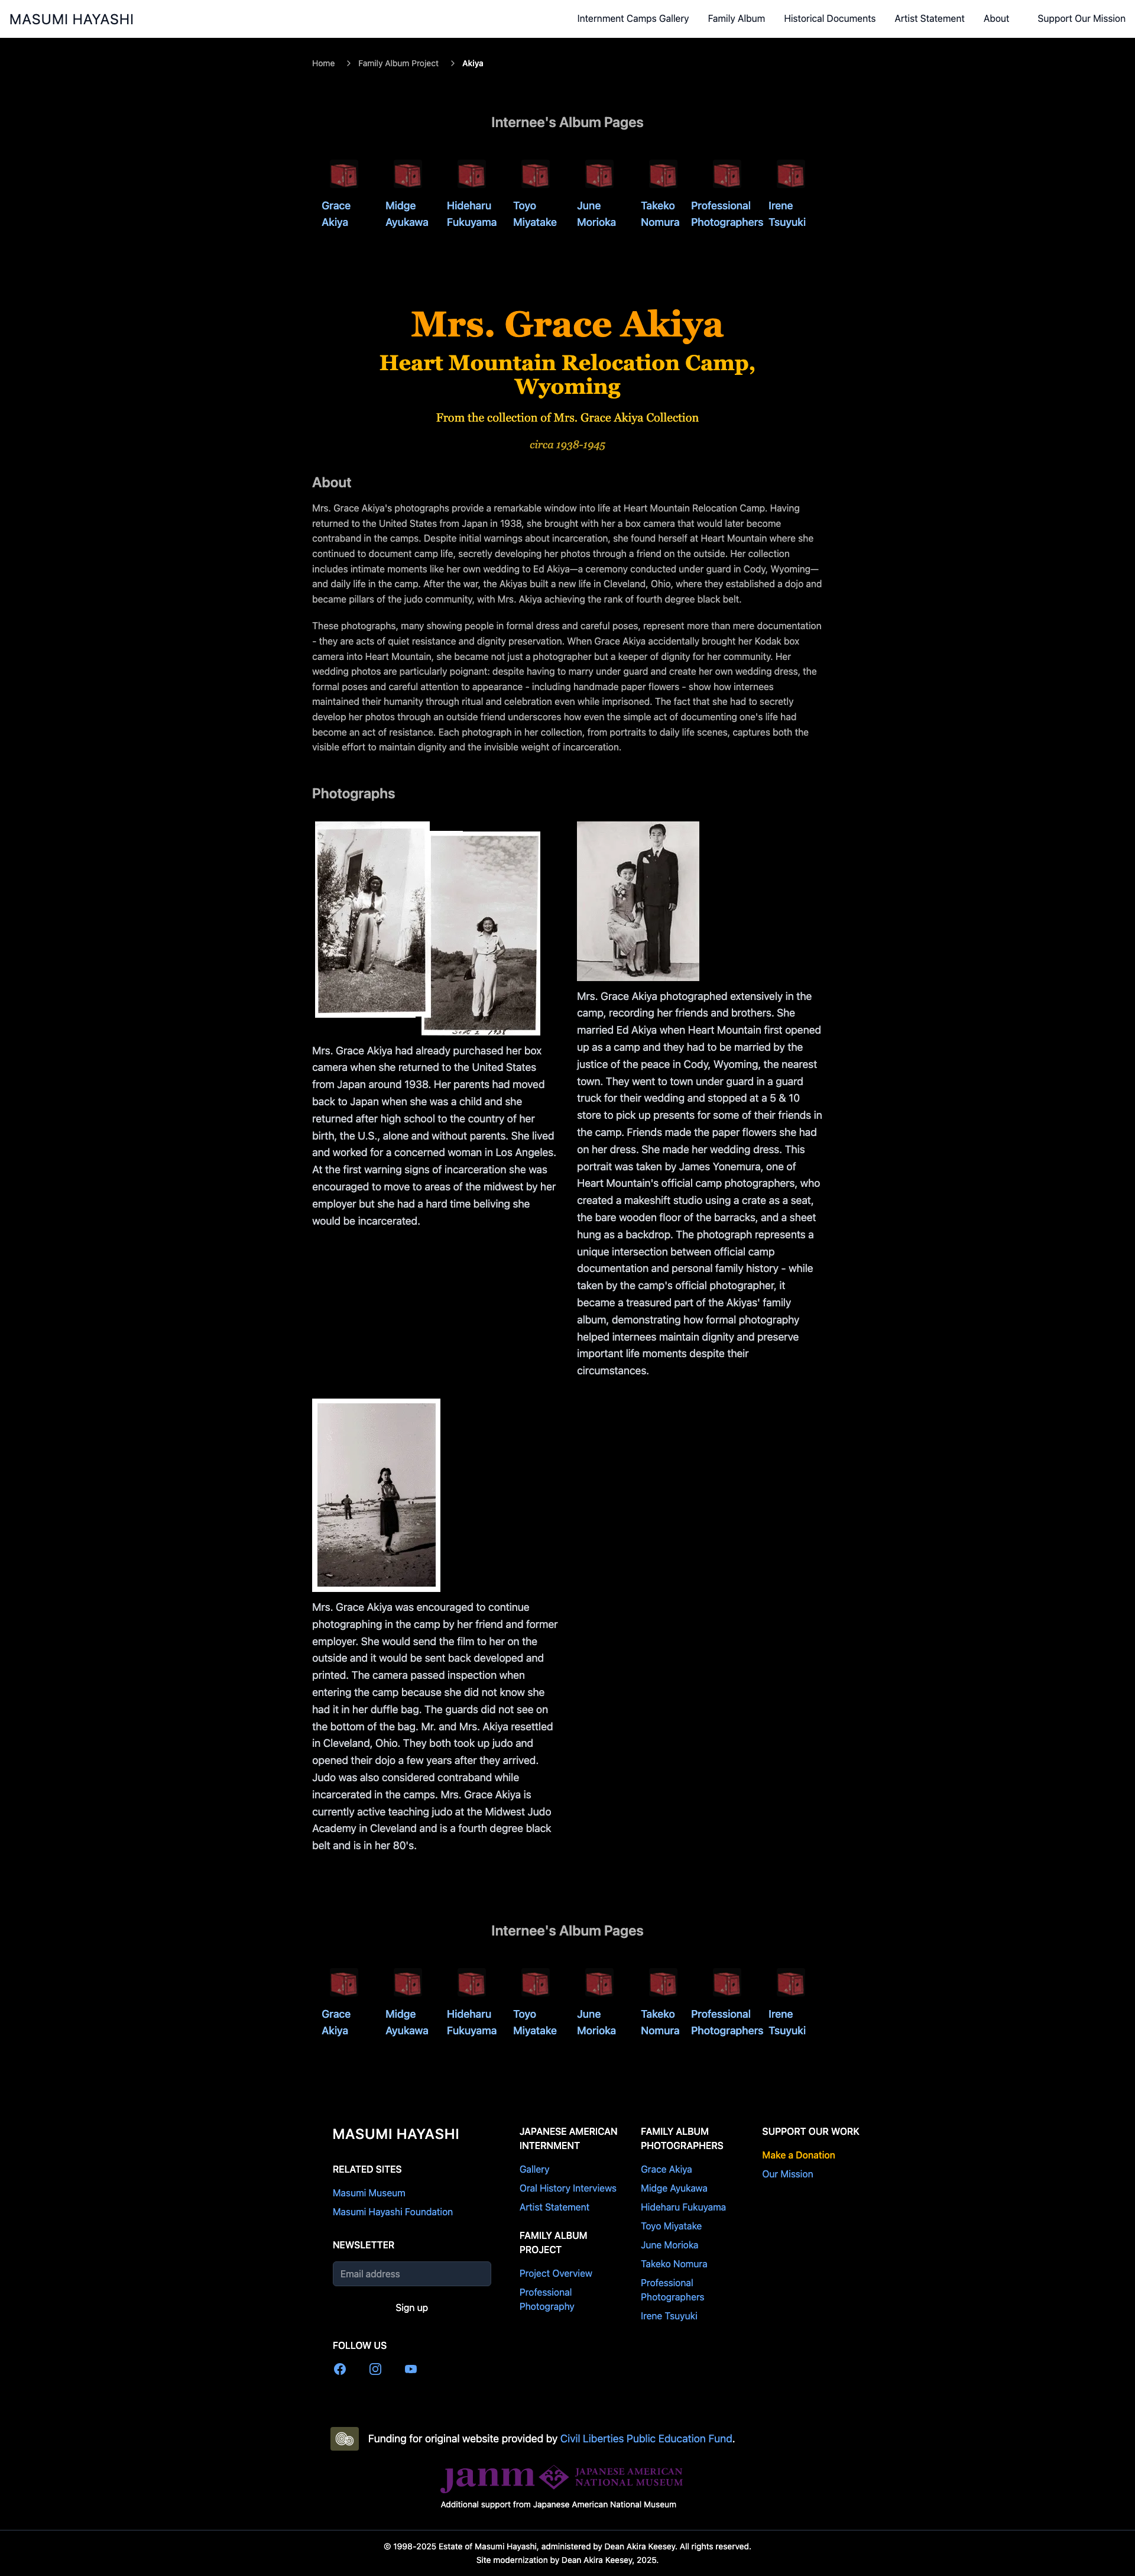 MASUMI HAYASHI
Internment Camps Gallery
Family Album
Historical Documents
Artist Statement
About
Support Our Mission
Home
Family Album Project
Akiya
Internee's Album Pages
Grace
Akiya
Midge
Ayukawa
Hideharu
Fukuyama
Toyo
Miyatake
June
Morioka
Takeko
Nomura
Professional
Photographers
Irene
Tsuyuki
Mrs. Grace Akiya
Heart Mountain Relocation Camp,
Wyoming
From the collection of Mrs. Grace Akiya Collection
circa 1938-1945
About
Mrs. Grace Akiya's photographs provide a remarkable window into life at Heart Mountain Relocation Camp. Having
returned to the United States from Japan in 1938, she brought with her a box camera that would later become
contraband in the camps. Despite initial warnings about incarceration, she found herself at Heart Mountain where she
continued to document camp life, secretly developing her photos through a friend on the outside. Her collection
includes intimate moments like her own wedding to Ed Akiya—a ceremony conducted under guard in Cody, Wyoming—
and daily life in the camp. After the war, the Akiyas built a new life in Cleveland, Ohio, where they established a dojo and
became pillars of the judo community, with Mrs. Akiya achieving the rank of fourth degree black belt.
These photographs, many showing people in formal dress and careful poses, represent more than mere documentation
- they are acts of quiet resistance and dignity preservation. When Grace Akiya accidentally brought her Kodak box
camera into Heart Mountain, she became not just a photographer but a keeper of dignity for her community. Her
wedding photos are particularly poignant: despite having to marry under guard and create her own wedding dress, the
formal poses and careful attention to appearance - including handmade paper flowers - show how internees
maintained their humanity through ritual and celebration even while imprisoned. The fact that she had to secretly
develop her photos through an outside friend underscores how even the simple act of documenting one's life had
become an act of resistance. Each photograph in her collection, from portraits to daily life scenes, captures both the
visible effort to maintain dignity and the invisible weight of incarceration.
Photographs
Sept 2 1938
Mrs. Grace Akiya had already purchased her box
camera when she returned to the United States
from Japan around 1938. Her parents had moved
back to Japan when she was a child and she
returned after high school to the country of her
birth, the U.S., alone and without parents. She lived
and worked for a concerned woman in Los Angeles.
At the first warning signs of incarceration she was
encouraged to move to areas of the midwest by her
employer but she had a hard time beliving she
would be incarcerated.
Mrs. Grace Akiya photographed extensively in the
camp, recording her friends and brothers. She
married Ed Akiya when Heart Mountain first opened
up as a camp and they had to be married by the
justice of the peace in Cody, Wyoming, the nearest
town. They went to town under guard in a guard
truck for their wedding and stopped at a 5 & 10
store to pick up presents for some of their friends in
the camp. Friends made the paper flowers she had
on her dress. She made her wedding dress. This
portrait was taken by James Yonemura, one of
Heart Mountain's official camp photographers, who
created a makeshift studio using a crate as a seat,
the bare wooden floor of the barracks, and a sheet
hung as a backdrop. The photograph represents a
unique intersection between official camp
documentation and personal family history - while
taken by the camp's official photographer, it
became a treasured part of the Akiyas' family
album, demonstrating how formal photography
helped internees maintain dignity and preserve
important life moments despite their
circumstances.
Mrs. Grace Akiya was encouraged to continue
photographing in the camp by her friend and former
employer. She would send the film to her on the
outside and it would be sent back developed and
printed. The camera passed inspection when
entering the camp because she did not know she
had it in her duffle bag. The guards did not see on
the bottom of the bag. Mr. and Mrs. Akiya resettled
in Cleveland, Ohio. They both took up judo and
opened their dojo a few years after they arrived.
Judo was also considered contraband while
incarcerated in the camps. Mrs. Grace Akiya is
currently active teaching judo at the Midwest Judo
Academy in Cleveland and is a fourth degree black
belt and is in her 80's.
Internee's Album Pages
Grace
Akiya
Midge
Ayukawa
Hideharu
Fukuyama
Toyo
Miyatake
June
Morioka
Takeko
Nomura
Professional
Photographers
Irene
Tsuyuki
MASUMI HAYASHI
RELATED SITES
Masumi Museum
Masumi Hayashi Foundation
NEWSLETTER
Email address
Sign up
FOLLOW US
JAPANESE AMERICAN
INTERNMENT
Gallery
Oral History Interviews
Artist Statement
FAMILY ALBUM
PROJECT
Project Overview
Professional
Photography
FAMILY ALBUM
PHOTOGRAPHERS
Grace Akiya
Midge Ayukawa
Hideharu Fukuyama
Toyo Miyatake
June Morioka
Takeko Nomura
Professional
Photographers
Irene Tsuyuki
SUPPORT OUR WORK
Make a Donation
Our Mission
Funding for original website provided by Civil Liberties Public Education Fund.
janm JAPANESE AMERICAN
NATIONAL MUSEUM
Additional support from Japanese American National Museum
© 1998-2025 Estate of Masumi Hayashi, administered by Dean Akira Keesey. All rights reserved.
Site modernization by Dean Akira Keesey, 2025.